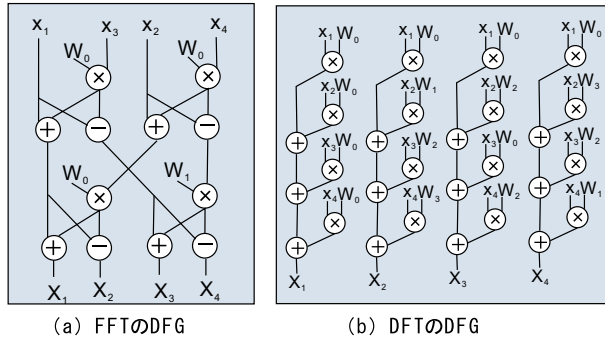 x1 x3 x2 x4
W0 W0
× ×
+ − + −
W0 W1
× ×
+ − + −
X1 X2 X3 X4
(a) FFTのDFG
x1W0 x1W0 x1W0 x1W0
× × × ×
x2W0 x2W1 x2W2 x2W3
× × × ×
+ + + +
x3W0 x3W2 x3W0 x3W2
× × × ×
+ + + +
x4W0 x4W3 x4W2 x4W1
× × × ×
+ + + +
X1 X2 X3 X4
(b) DFTのDFG